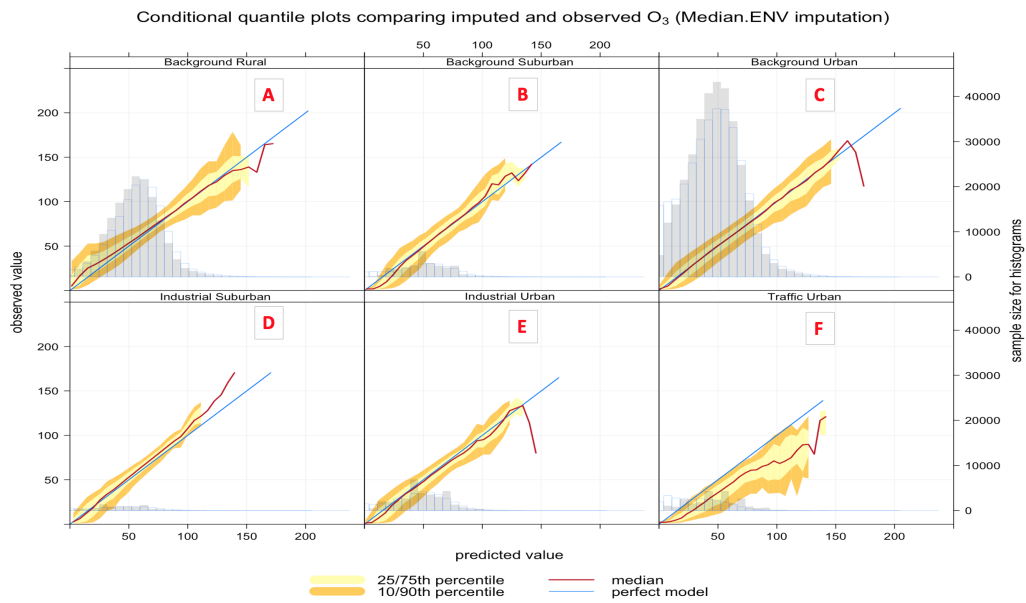 Conditional quantile plots comparing imputed and observed O₃ (Median.ENV imputation)
50 100 150 200
Background Rural Background Suburban Background Urban
A B C
200
150
100
50
40000
30000
20000
10000
0
Industrial Suburban Industrial Urban Traffic Urban
D E F
200
150
100
50
40000
30000
20000
10000
0
observed value
sample size for histograms
50 100 150 200 50 100 150 200
predicted value
25/75th percentile median
10/90th percentile perfect model